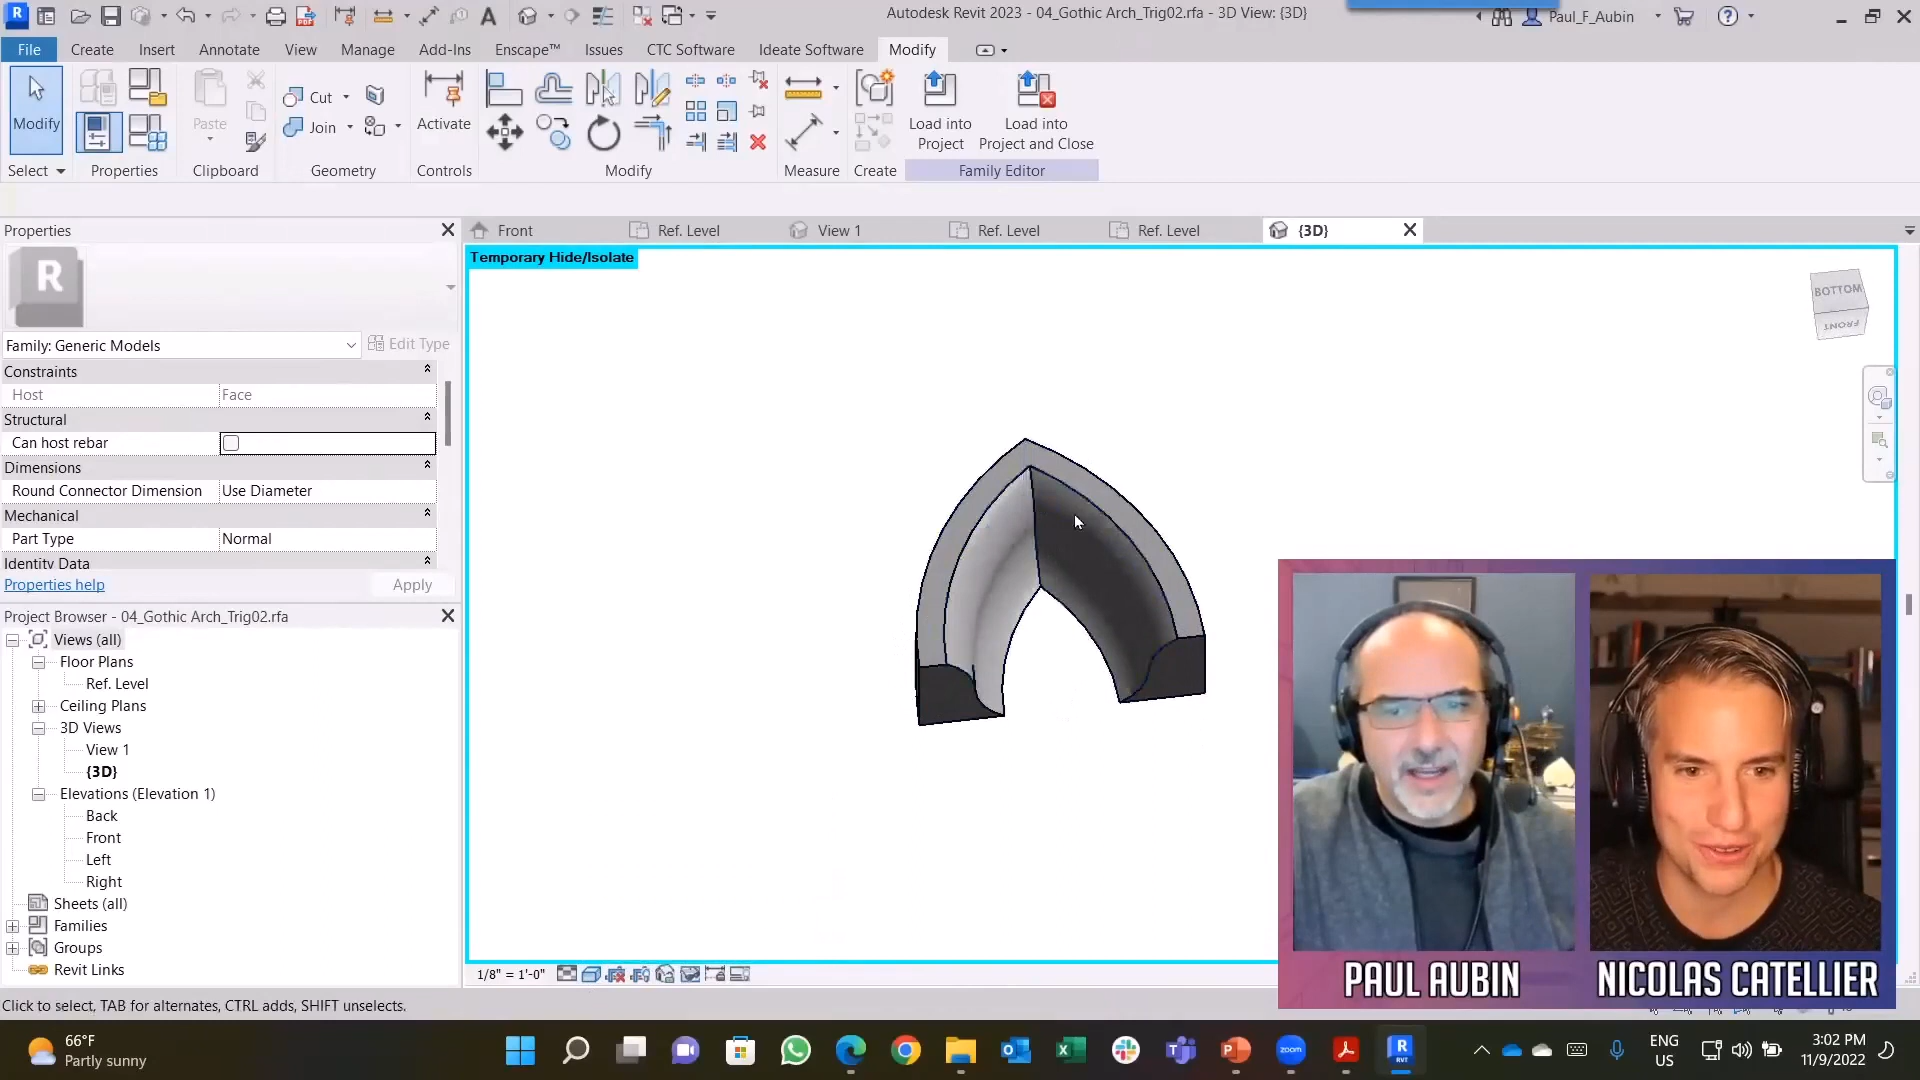 Autodesk Revit 2023 - 04_Gothic Arch_Trig02.rfa - 3D View: {3D}
Paul_F_Aubin
File Create Insert Annotate View Manage Add-Ins Enscape™ Issues CTC Software Ideate Software Modify
Modify
Paste
Cut
Join
Activate
Load into Project
Load into Project and Close
Select Properties Clipboard Geometry Controls Modify Measure Create Family Editor
Properties
Front
Ref. Level
View 1
Ref. Level
Ref. Level
{3D}
Temporary Hide/Isolate
BOTTOM
FRONT
R
Family: Generic Models
Edit Type
Constraints
Host Face
Structural
Can host rebar
Dimensions
Round Connector Dimension Use Diameter
Mechanical
Part Type Normal
Identity Data
Properties help
Apply
Project Browser - 04_Gothic Arch_Trig02.rfa
Views (all)
Floor Plans
Ref. Level
Ceiling Plans
3D Views
View 1
{3D}
Elevations (Elevation 1)
Back
Front
Left
Right
Sheets (all)
Families
Groups
Revit Links
1/8" = 1'-0"
PAUL AUBIN
NICOLAS CATELLIER
Click to select, TAB for alternates, CTRL adds, SHIFT unselects.
66°F
Partly sunny
zoom
ENG
US
3:02 PM
11/9/2022